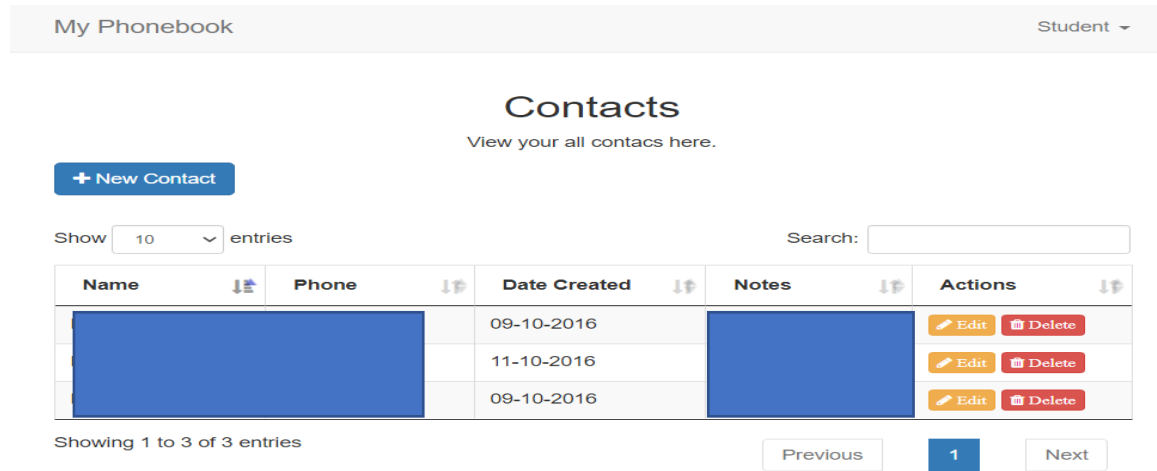 My Phonebook Student
Contacts
View your all contacs here.
New Contact
Show 10 entries Search:
Name Phone Date Created Notes Actions
09-10-2016 Edit Delete
11-10-2016 Edit Delete
09-10-2016 Edit Delete
Showing 1 to 3 of 3 entries
Previous 1 Next